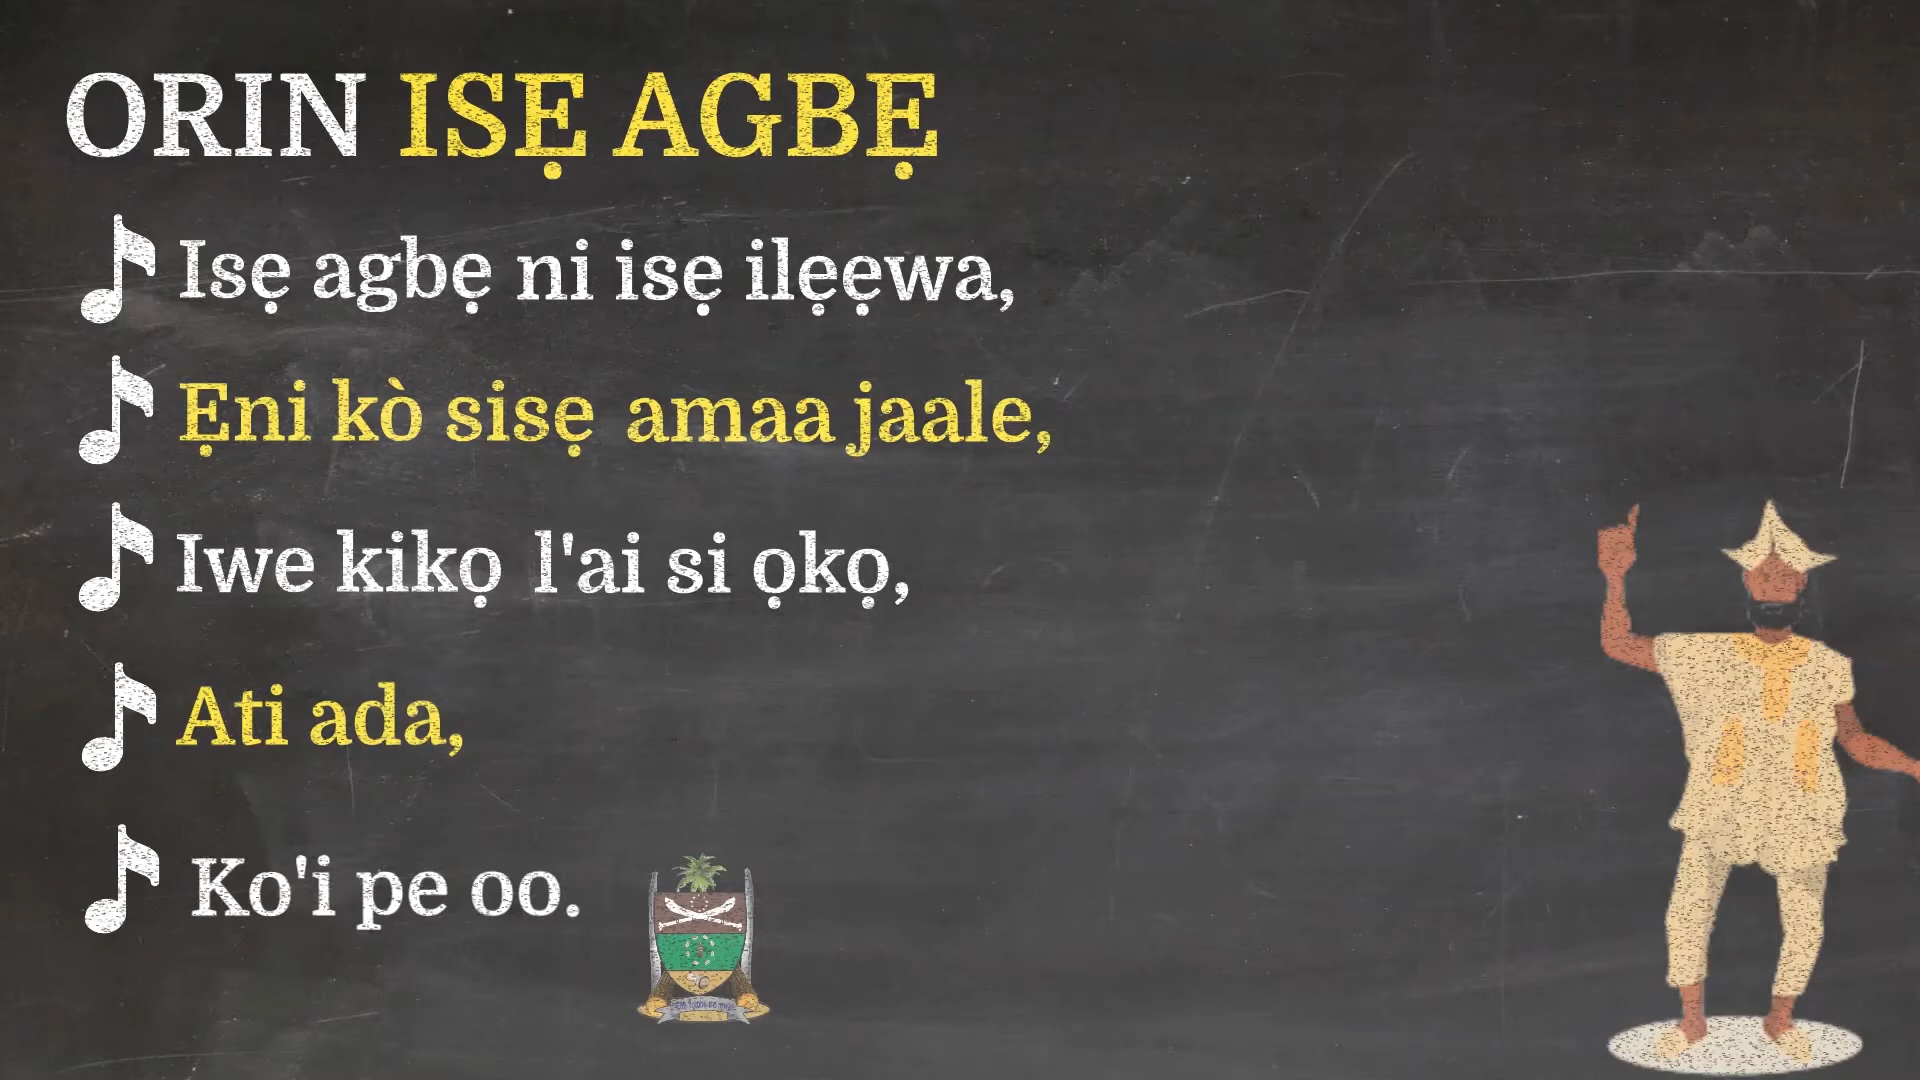 ORIN ISẸ AGBẸ
Isẹ agbẹ ni isẹ ilẹẹwa,
Ẹni kò sisẹ amaa jaale,
Iwe kikọ l'ai si ọkọ,
Ati ada,
Ko'i pe oo.